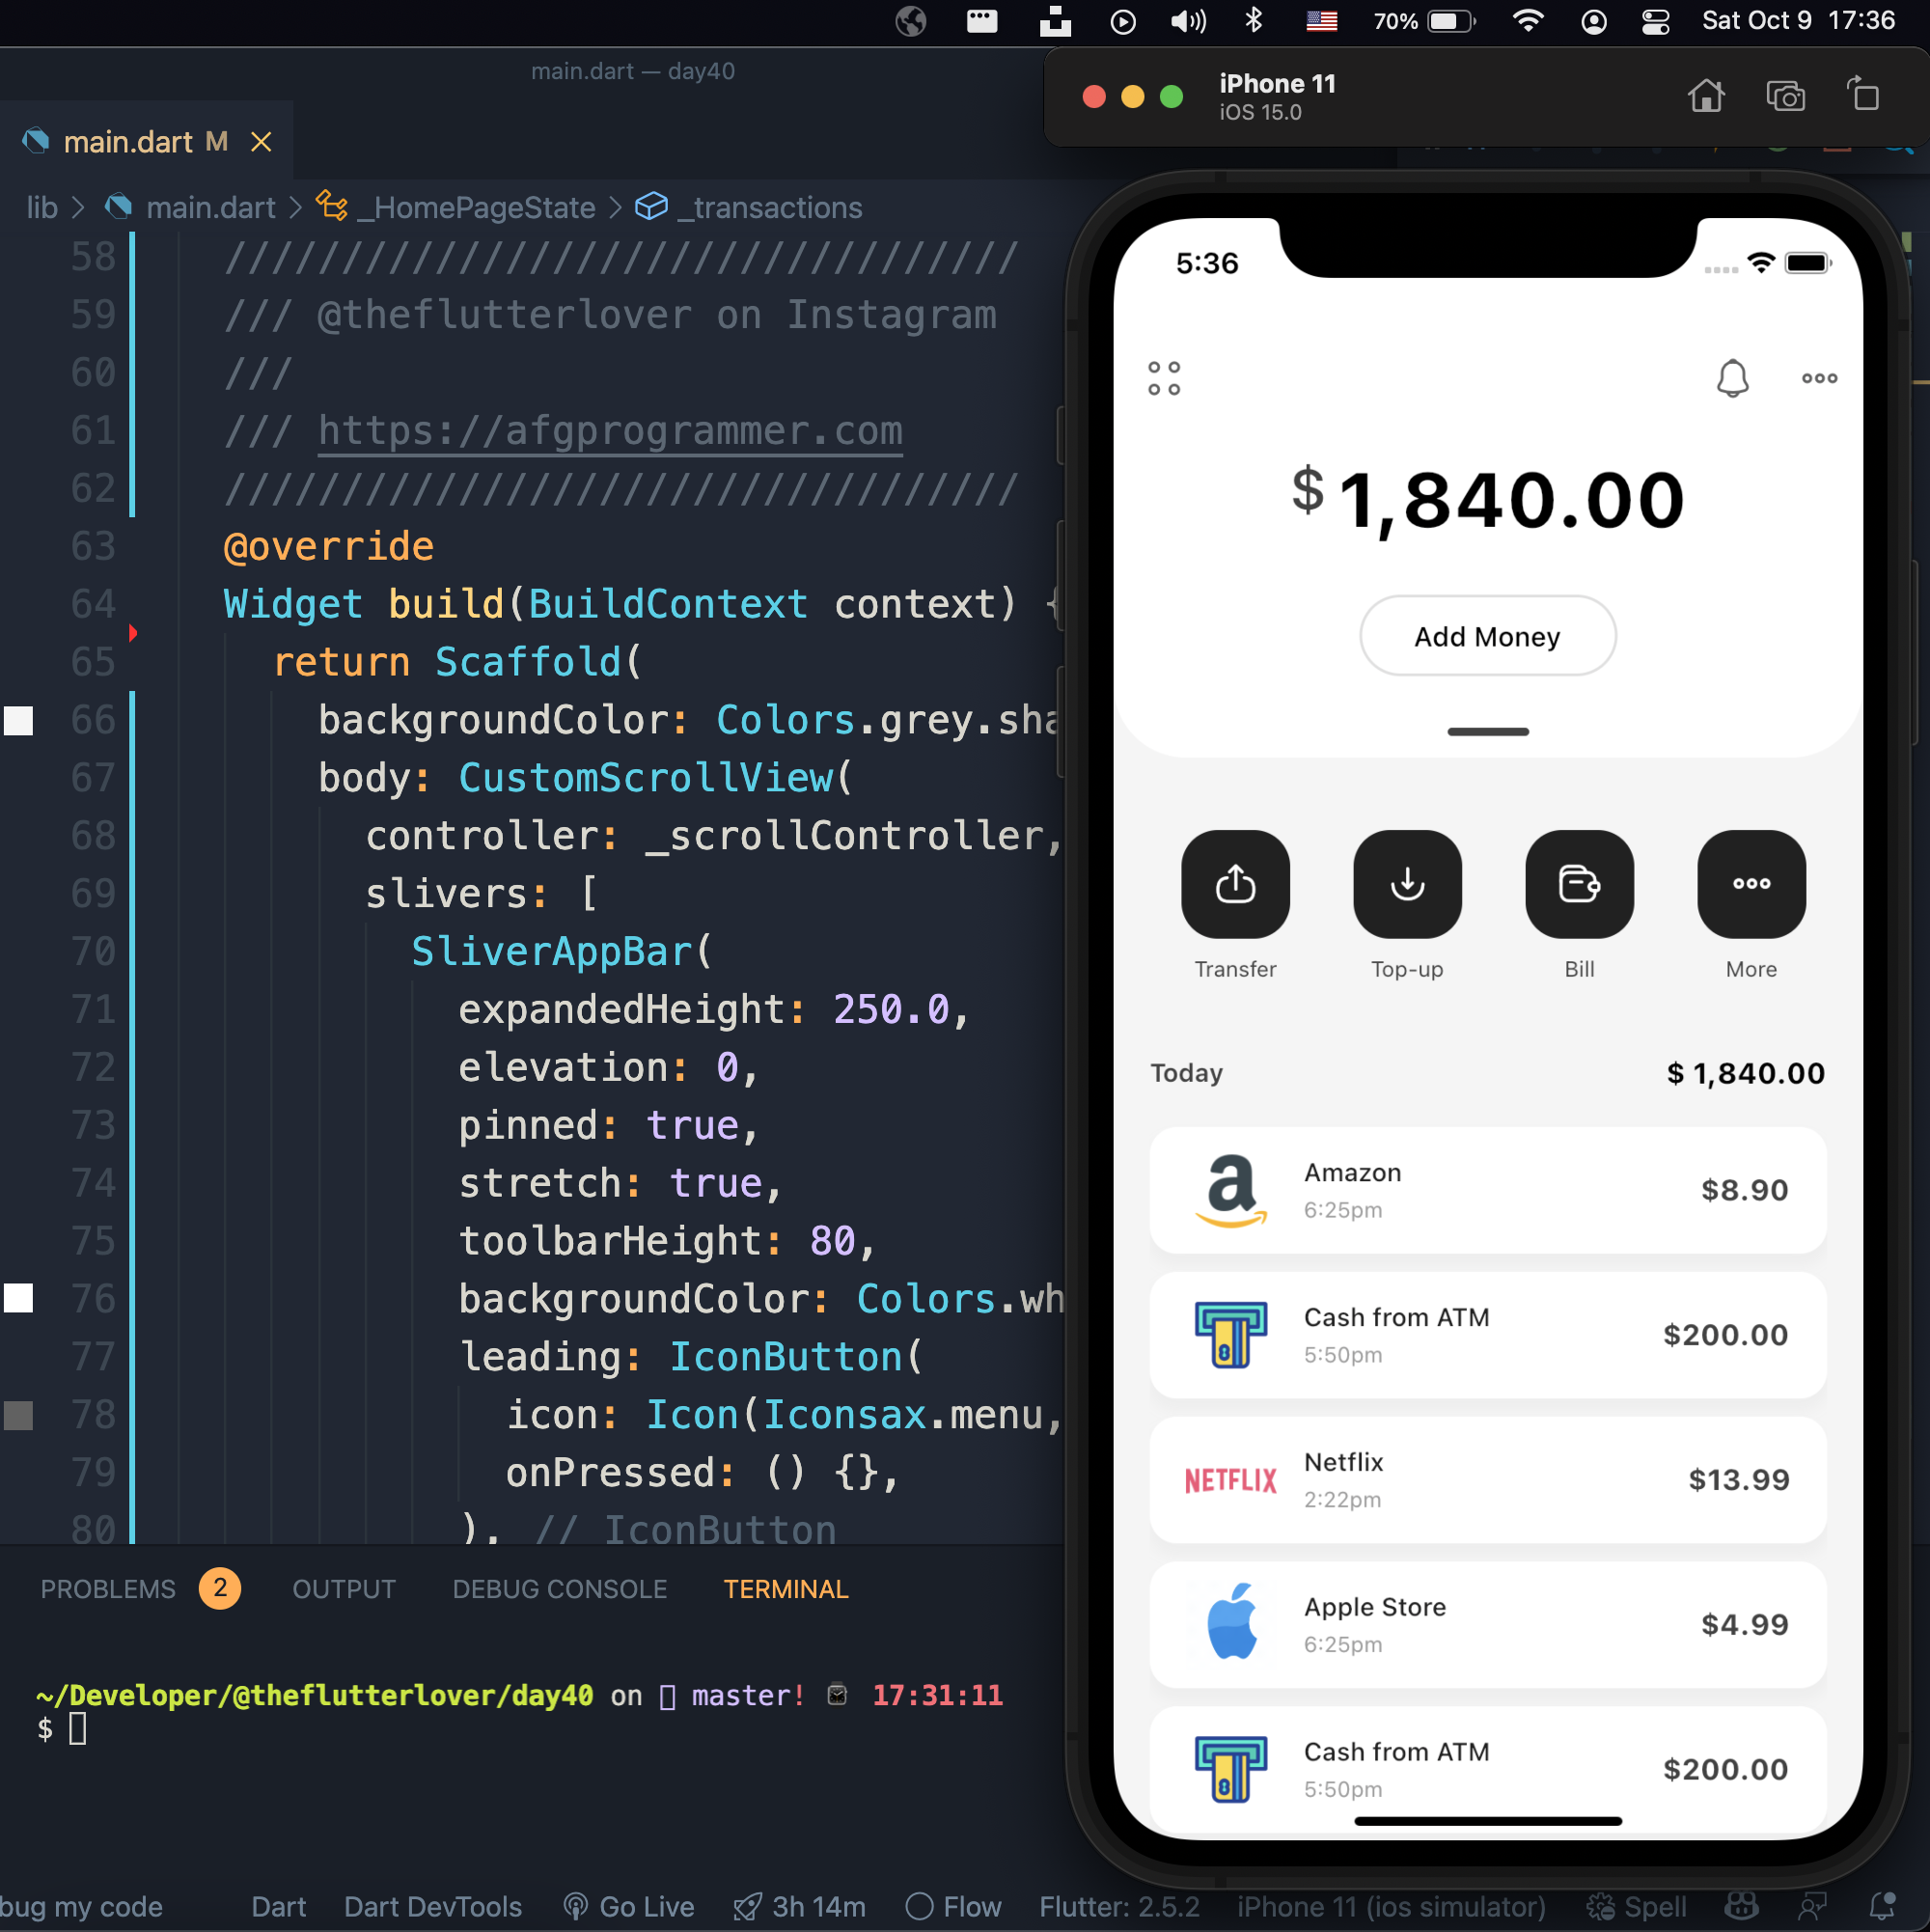 70%
Sat Oct 9 17:36
main.dart — day40
iPhone 11
iOS 15.0
main.dart M
lib > main.dart > _HomePageState > _transactions
58 //////////////////////////////////
59 /// @theflutterlover on Instagram
60 ///
61 /// https://afgprogrammer.com
62 //////////////////////////////////
63 @override
64 Widget build(BuildContext context) {
65 return Scaffold(
66 backgroundColor: Colors.grey.sha
67 body: CustomScrollView(
68 controller: _scrollController,
69 slivers: [
70 SliverAppBar(
71 expandedHeight: 250.0,
72 elevation: 0,
73 pinned: true,
74 stretch: true,
75 toolbarHeight: 80,
76 backgroundColor: Colors.wh
77 leading: IconButton(
78 icon: Icon(Iconsax.menu,
79 onPressed: () {},
80 ), // IconButton
PROBLEMS 2 OUTPUT DEBUG CONSOLE TERMINAL
~/Developer/@theflutterlover/day40 on master! 17:31:11
$
5:36
$ 1,840.00
Add Money
Transfer Top-up Bill More
Today $ 1,840.00
a
Amazon
6:25pm
$8.90
Cash from ATM
5:50pm
$200.00
NETFLIX
Netflix
2:22pm
$13.99
Apple Store
6:25pm
$4.99
Cash from ATM
5:50pm
$200.00
bug my code Dart Dart DevTools Go Live 3h 14m Flow Flutter: 2.5.2 iPhone 11 (ios simulator) Spell